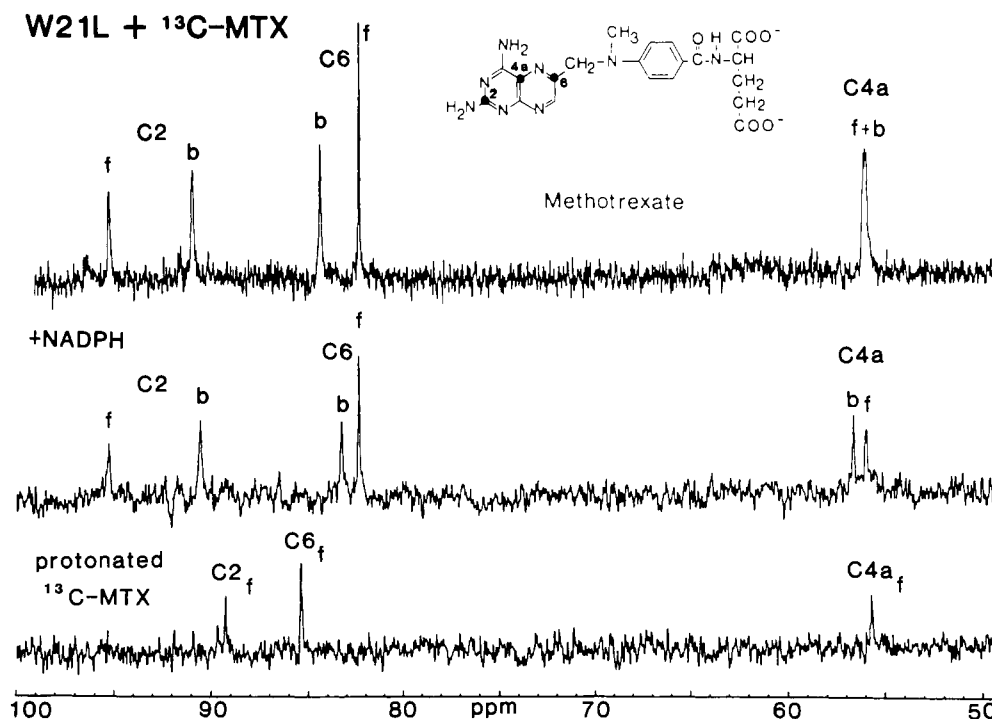 W21L + ¹³C-MTX
C2
f
b
C6
b
f
C4a
f+b
NH₂
4a
N
N
2
H₂N
N
N
6
CH₂
CH₃
N
O
C
N
H
COO⁻
CH
CH₂
CH₂
COO⁻
Methotrexate
+NADPH
C2
f
b
C6
b
f
C4a
b f
protonated
¹³C-MTX
C2f
C6f
C4af
100 90 80 ppm 70 60 50